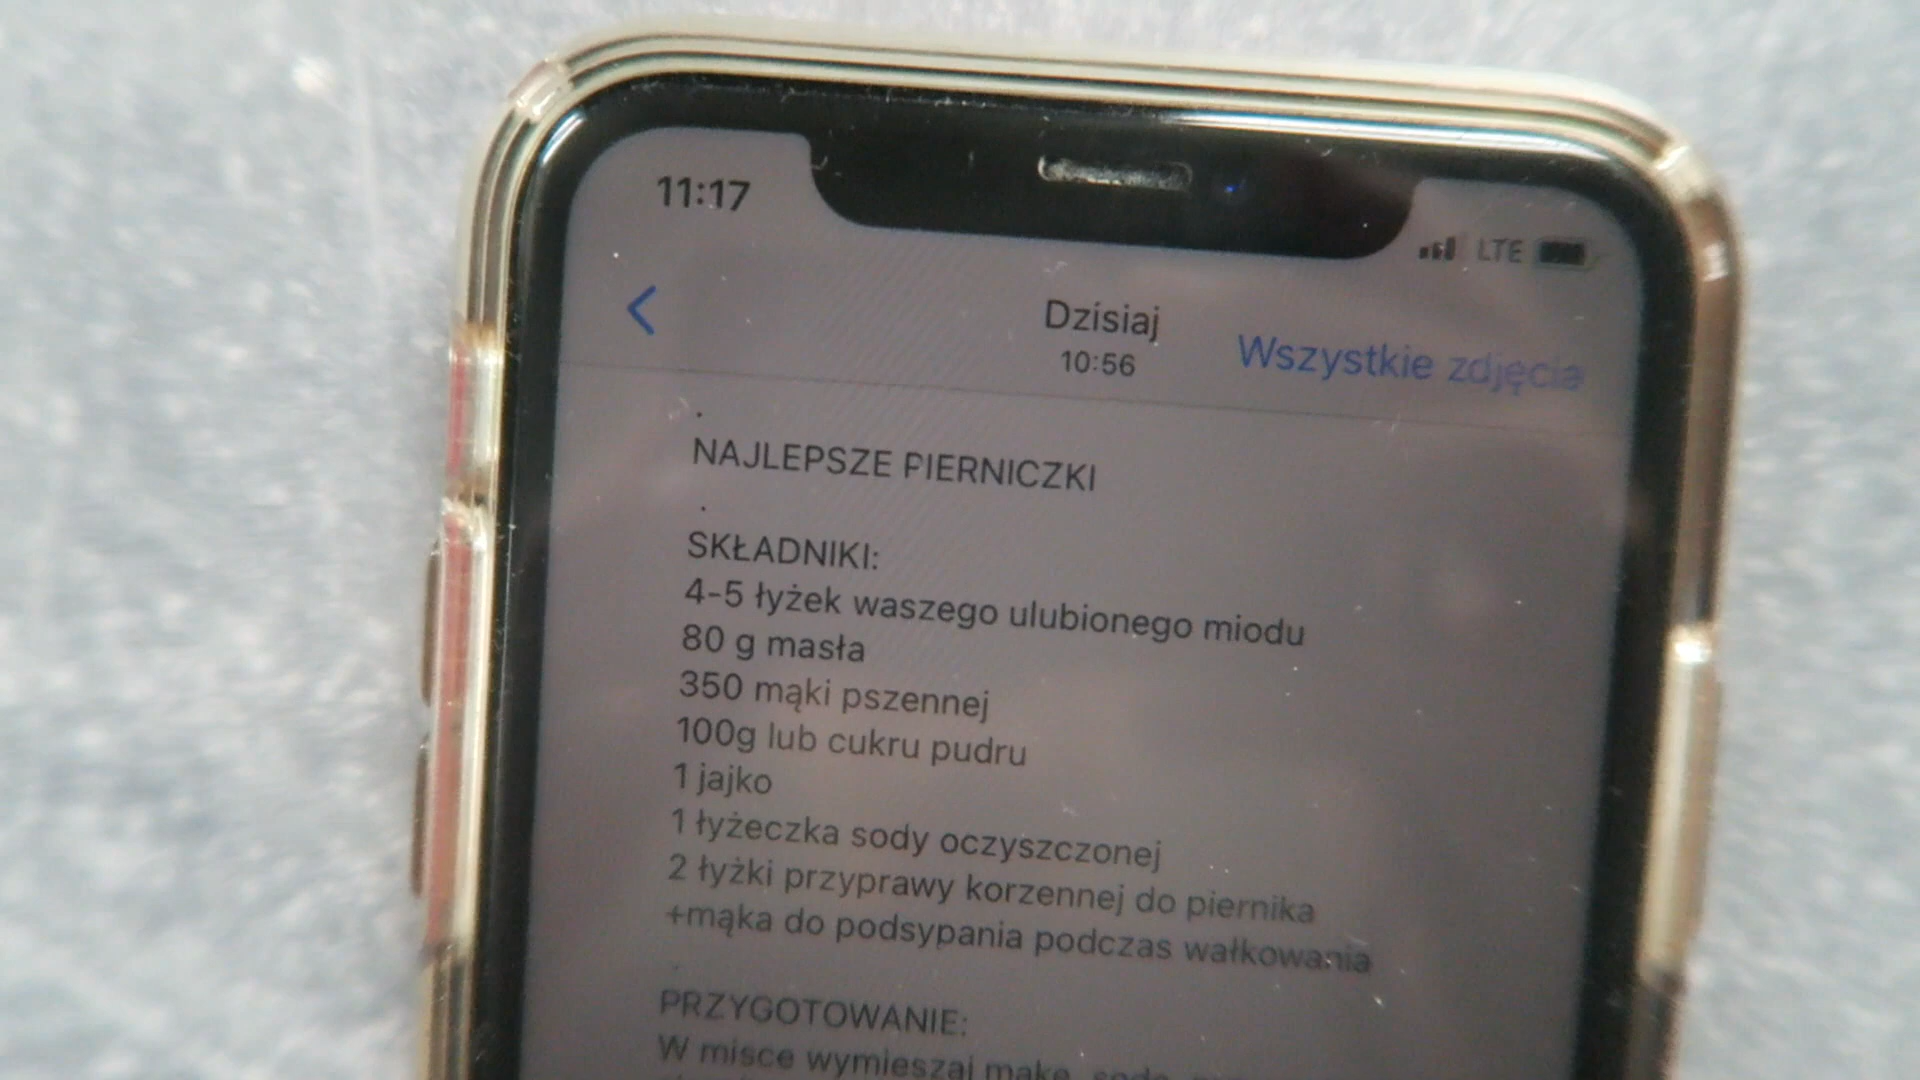 11:17
LTE
Dzisiaj
10:56
Wszystkie zdjęcia
.
NAJLEPSZE PIERNICZKI
.
SKŁADNIKI:
4-5 łyżek waszego ulubionego miodu
80 g masła
350 mąki pszennej
100g lub cukru pudru
1 jajko
1 łyżeczka sody oczyszczonej
2 łyżki przyprawy korzennej do piernika
+mąka do podsypania podczas wałkowania
.
PRZYGOTOWANIE:
W misce wymieszaj mąkę, sodę,